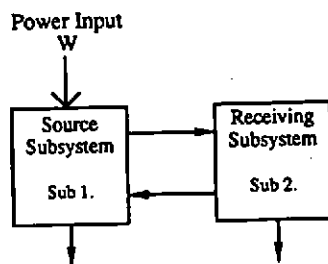 Power Input
W
Source
Subsystem
Sub 1.
Receiving
Subsystem
Sub 2.